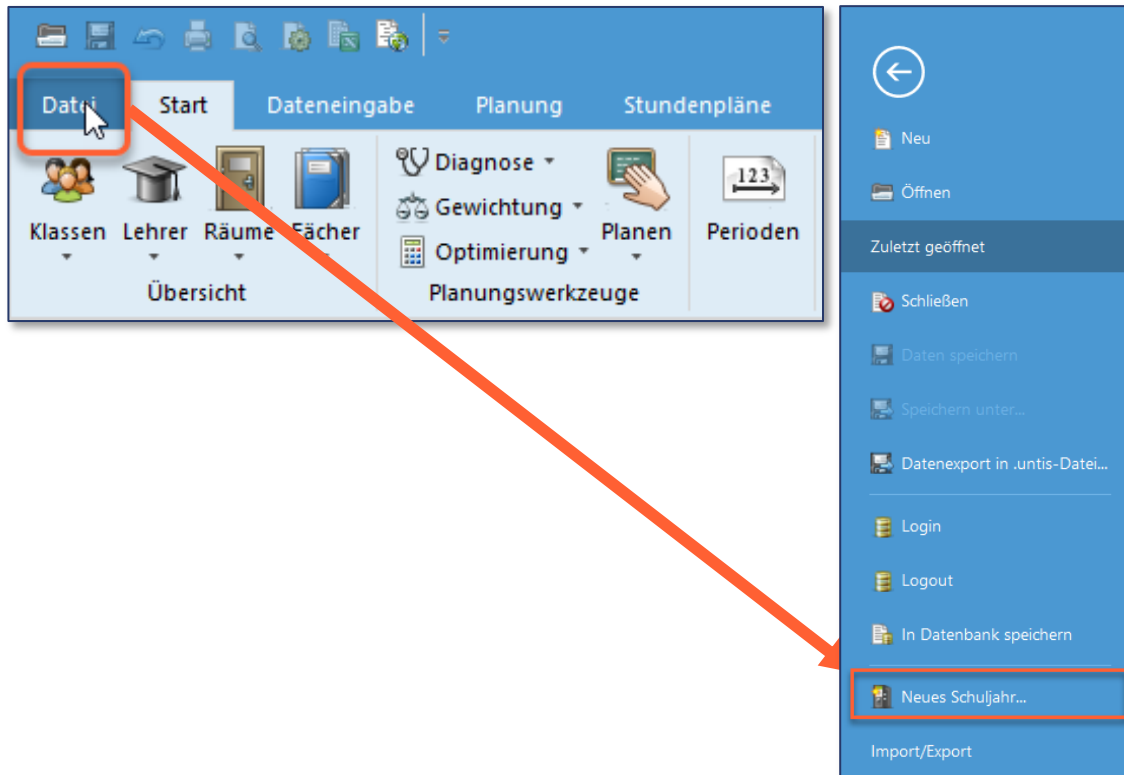 Datei Start Dateneingabe Planung Stundenpläne
Klassen Lehrer Räume Fächer
Übersicht
Diagnose
Gewichtung
Optimierung
Planen
Planungswerkzeuge
123
Perioden
Neu
Öffnen
Zuletzt geöffnet
Schließen
Daten speichern
Speichern unter...
Datenexport in .untis-Datei...
Login
Logout
In Datenbank speichern
Neues Schuljahr...
Import/Export